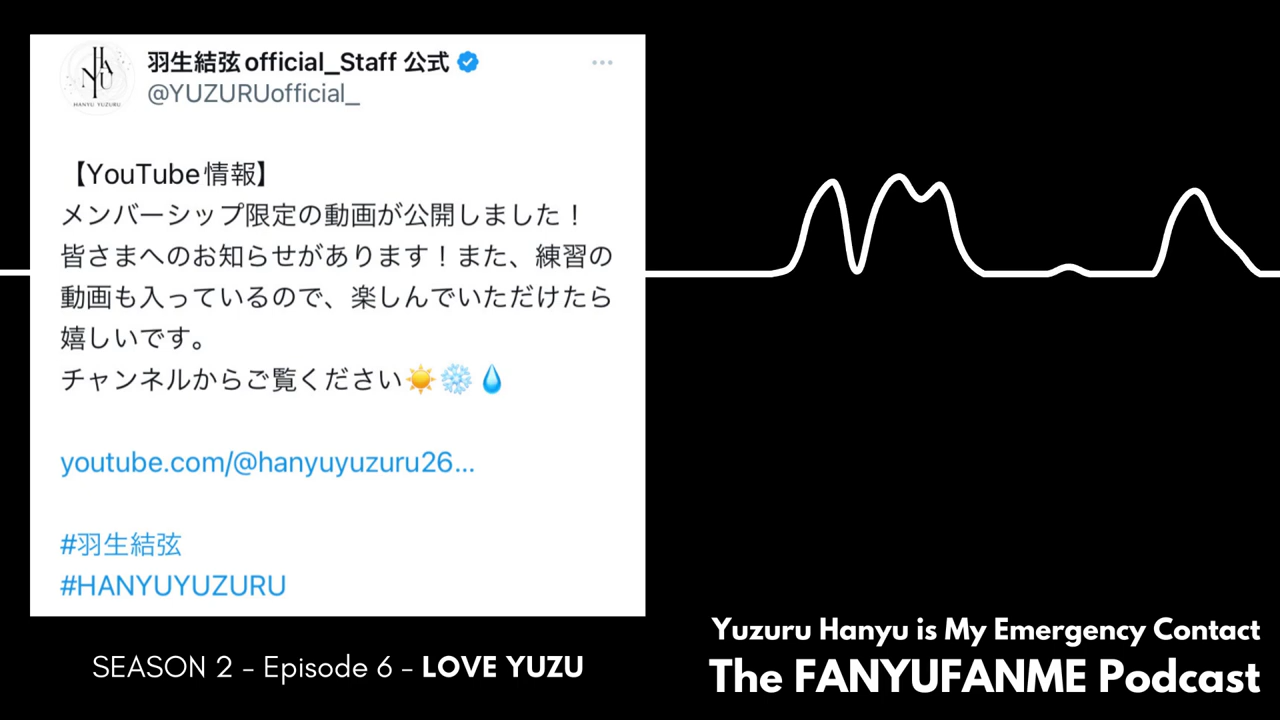 HANYU YUZURU
羽生結弦official_Staff 公式
@YUZURUofficial_
【YouTube情報】
メンバーシップ限定の動画が公開しました！
皆さまへのお知らせがあります！また、練習の
動画も入っているので、楽しんでいただけたら
嬉しいです。
チャンネルからご覧ください☀️❄️💧
youtube.com/@hanyuyuzuru26...
#羽生結弦
#HANYUYUZURU
SEASON 2 – Episode 6 – LOVE YUZU
Yuzuru Hanyu is My Emergency Contact
The FANYUFANME Podcast